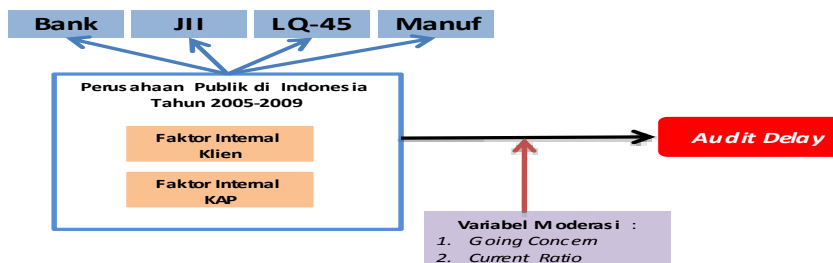 Bank JII LQ-45 Manuf
Perusahaan Publik di Indonesia
Tahun 2005-2009
Faktor Internal
Klien
Faktor Internal
KAP
Audit Delay
Variabel Moderasi :
1. Going Concern
2. Current Ratio